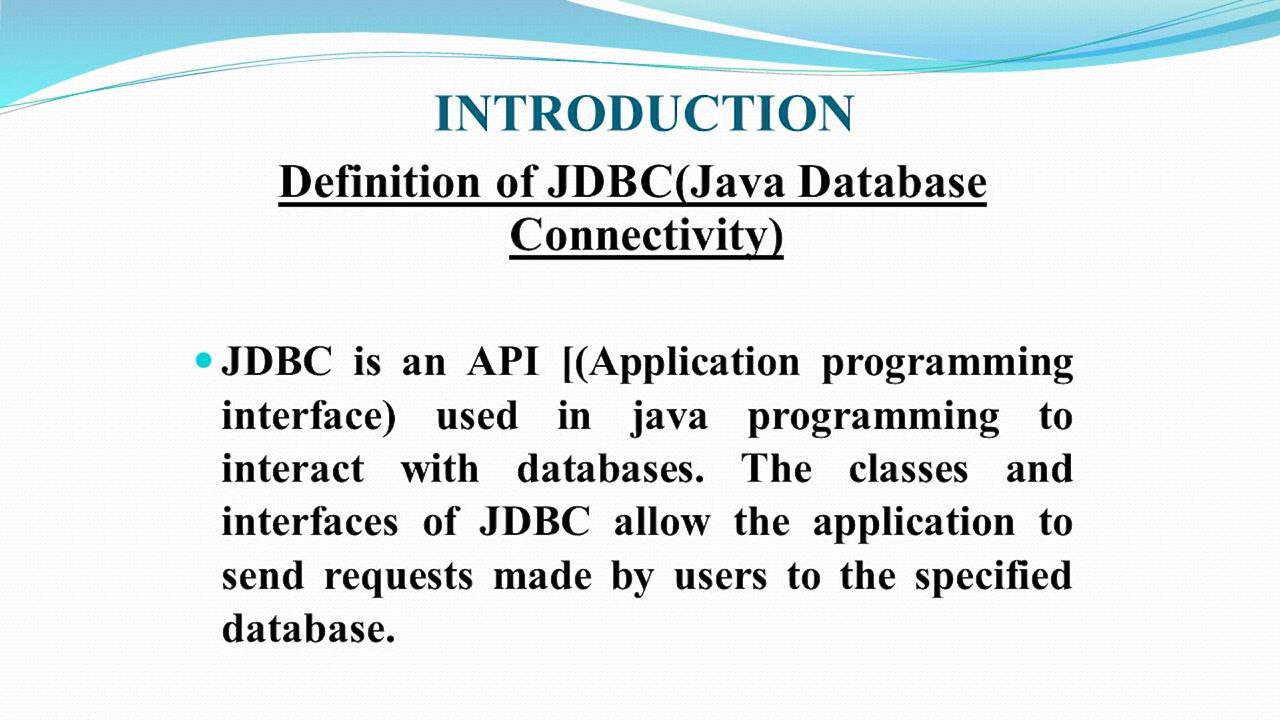 INTRODUCTION
Definition of JDBC(Java Database
Connectivity)
JDBC is an API [(Application programming
interface) used in java programming to
interact with databases. The classes and
interfaces of JDBC allow the application to
send requests made by users to the specified
database.